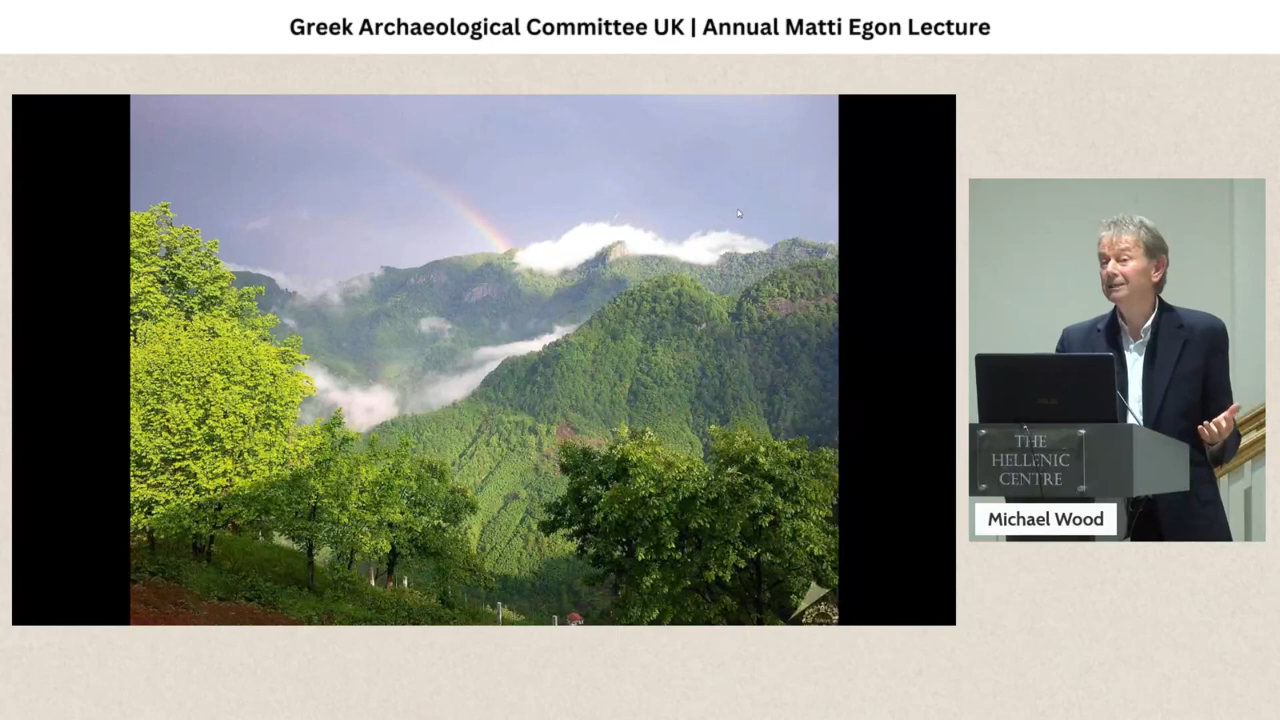 Greek Archaeological Committee UK | Annual Matti Egon Lecture
THE
HELLENIC
CENTRE
Michael Wood